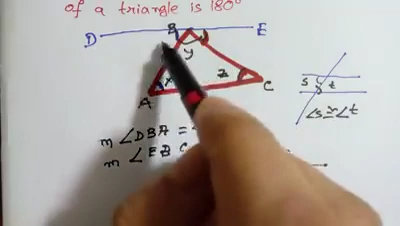 of a triangle is 180°
D B E
y
x z
A C
s t
∠s ≅ ∠t
m ∠DBA =
m ∠EBC